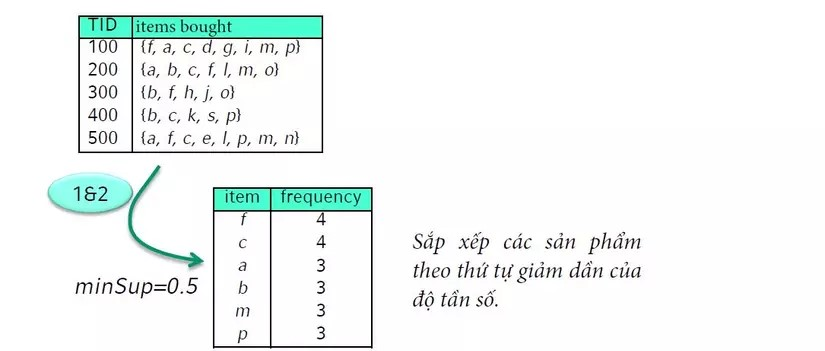 TID items bought
100 {f, a, c, d, g, i, m, p}
200 {a, b, c, f, l, m, o}
300 {b, f, h, j, o}
400 {b, c, k, s, p}
500 {a, f, c, e, l, p, m, n}
1&2
item frequency
f 4
c 4
a 3
b 3
m 3
p 3
minSup=0.5
Sắp xếp các sản phẩm
theo thứ tự giảm dần của
độ tần số.